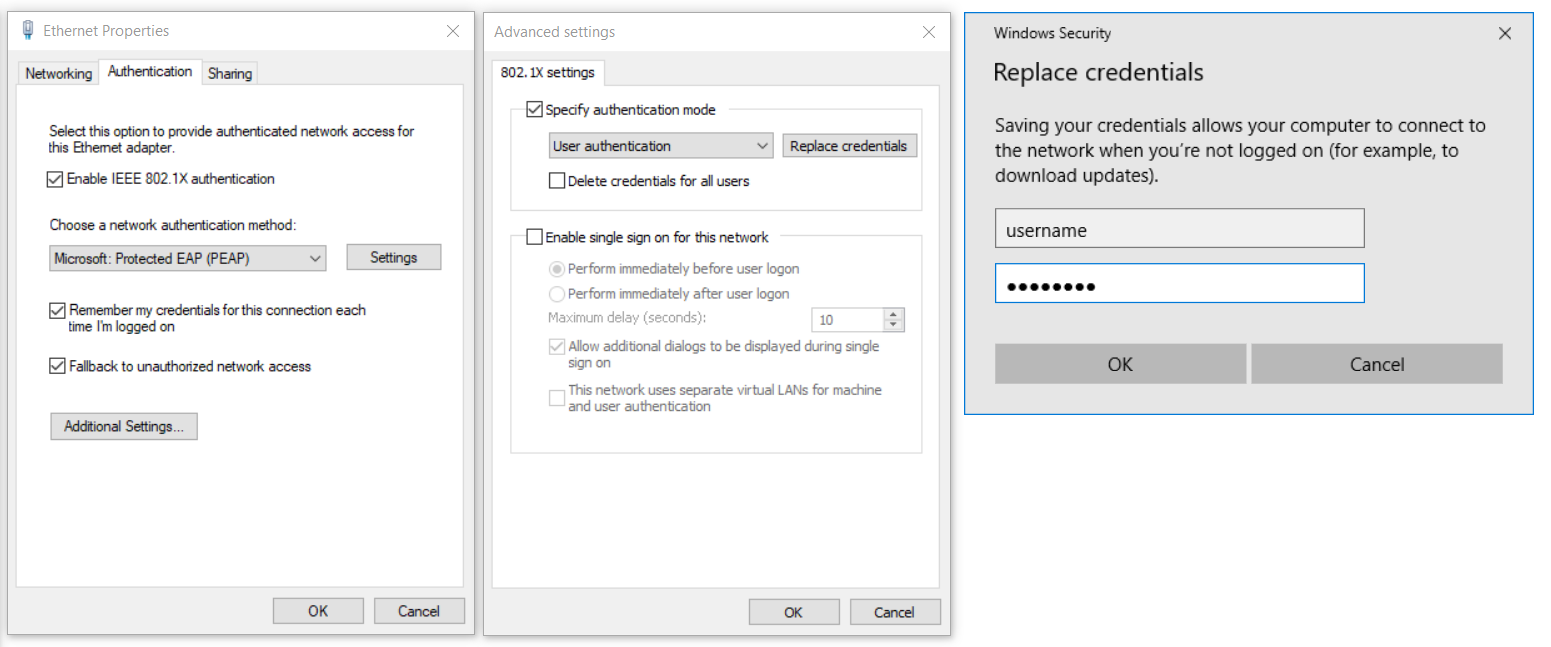 Ethernet Properties
Networking Authentication Sharing
Select this option to provide authenticated network access for
this Ethernet adapter.
Enable IEEE 802.1X authentication
Choose a network authentication method:
Microsoft: Protected EAP (PEAP) Settings
Remember my credentials for this connection each
time I'm logged on
Fallback to unauthorized network access
Additional Settings...
OK Cancel
Advanced settings
802.1X settings
Specify authentication mode
User authentication Replace credentials
Delete credentials for all users
Enable single sign on for this network
Perform immediately before user logon
Perform immediately after user logon
Maximum delay (seconds): 10
Allow additional dialogs to be displayed during single
sign on
This network uses separate virtual LANs for machine
and user authentication
OK Cancel
Windows Security
Replace credentials
Saving your credentials allows your computer to connect to
the network when you're not logged on (for example, to
download updates).
username
●●●●●●●●
OK Cancel